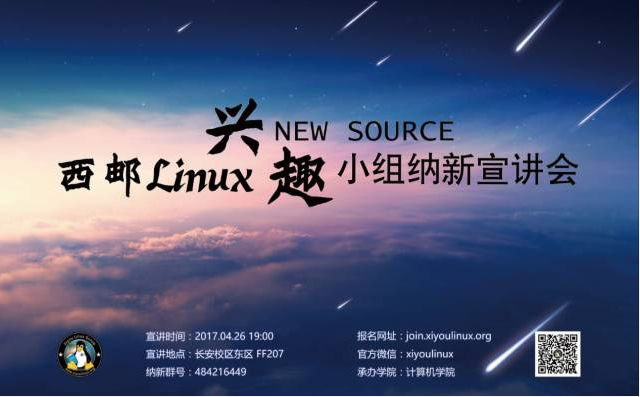 NEW SOURCE
西邮Linux兴趣小组纳新宣讲会
宣讲时间：2017.04.26 19:00
宣讲地点：长安校区东区 FF207
纳新群号：484216449
报名网址：join.xiyoulinux.org
官方微信：xiyoulinux
承办学院：计算机学院